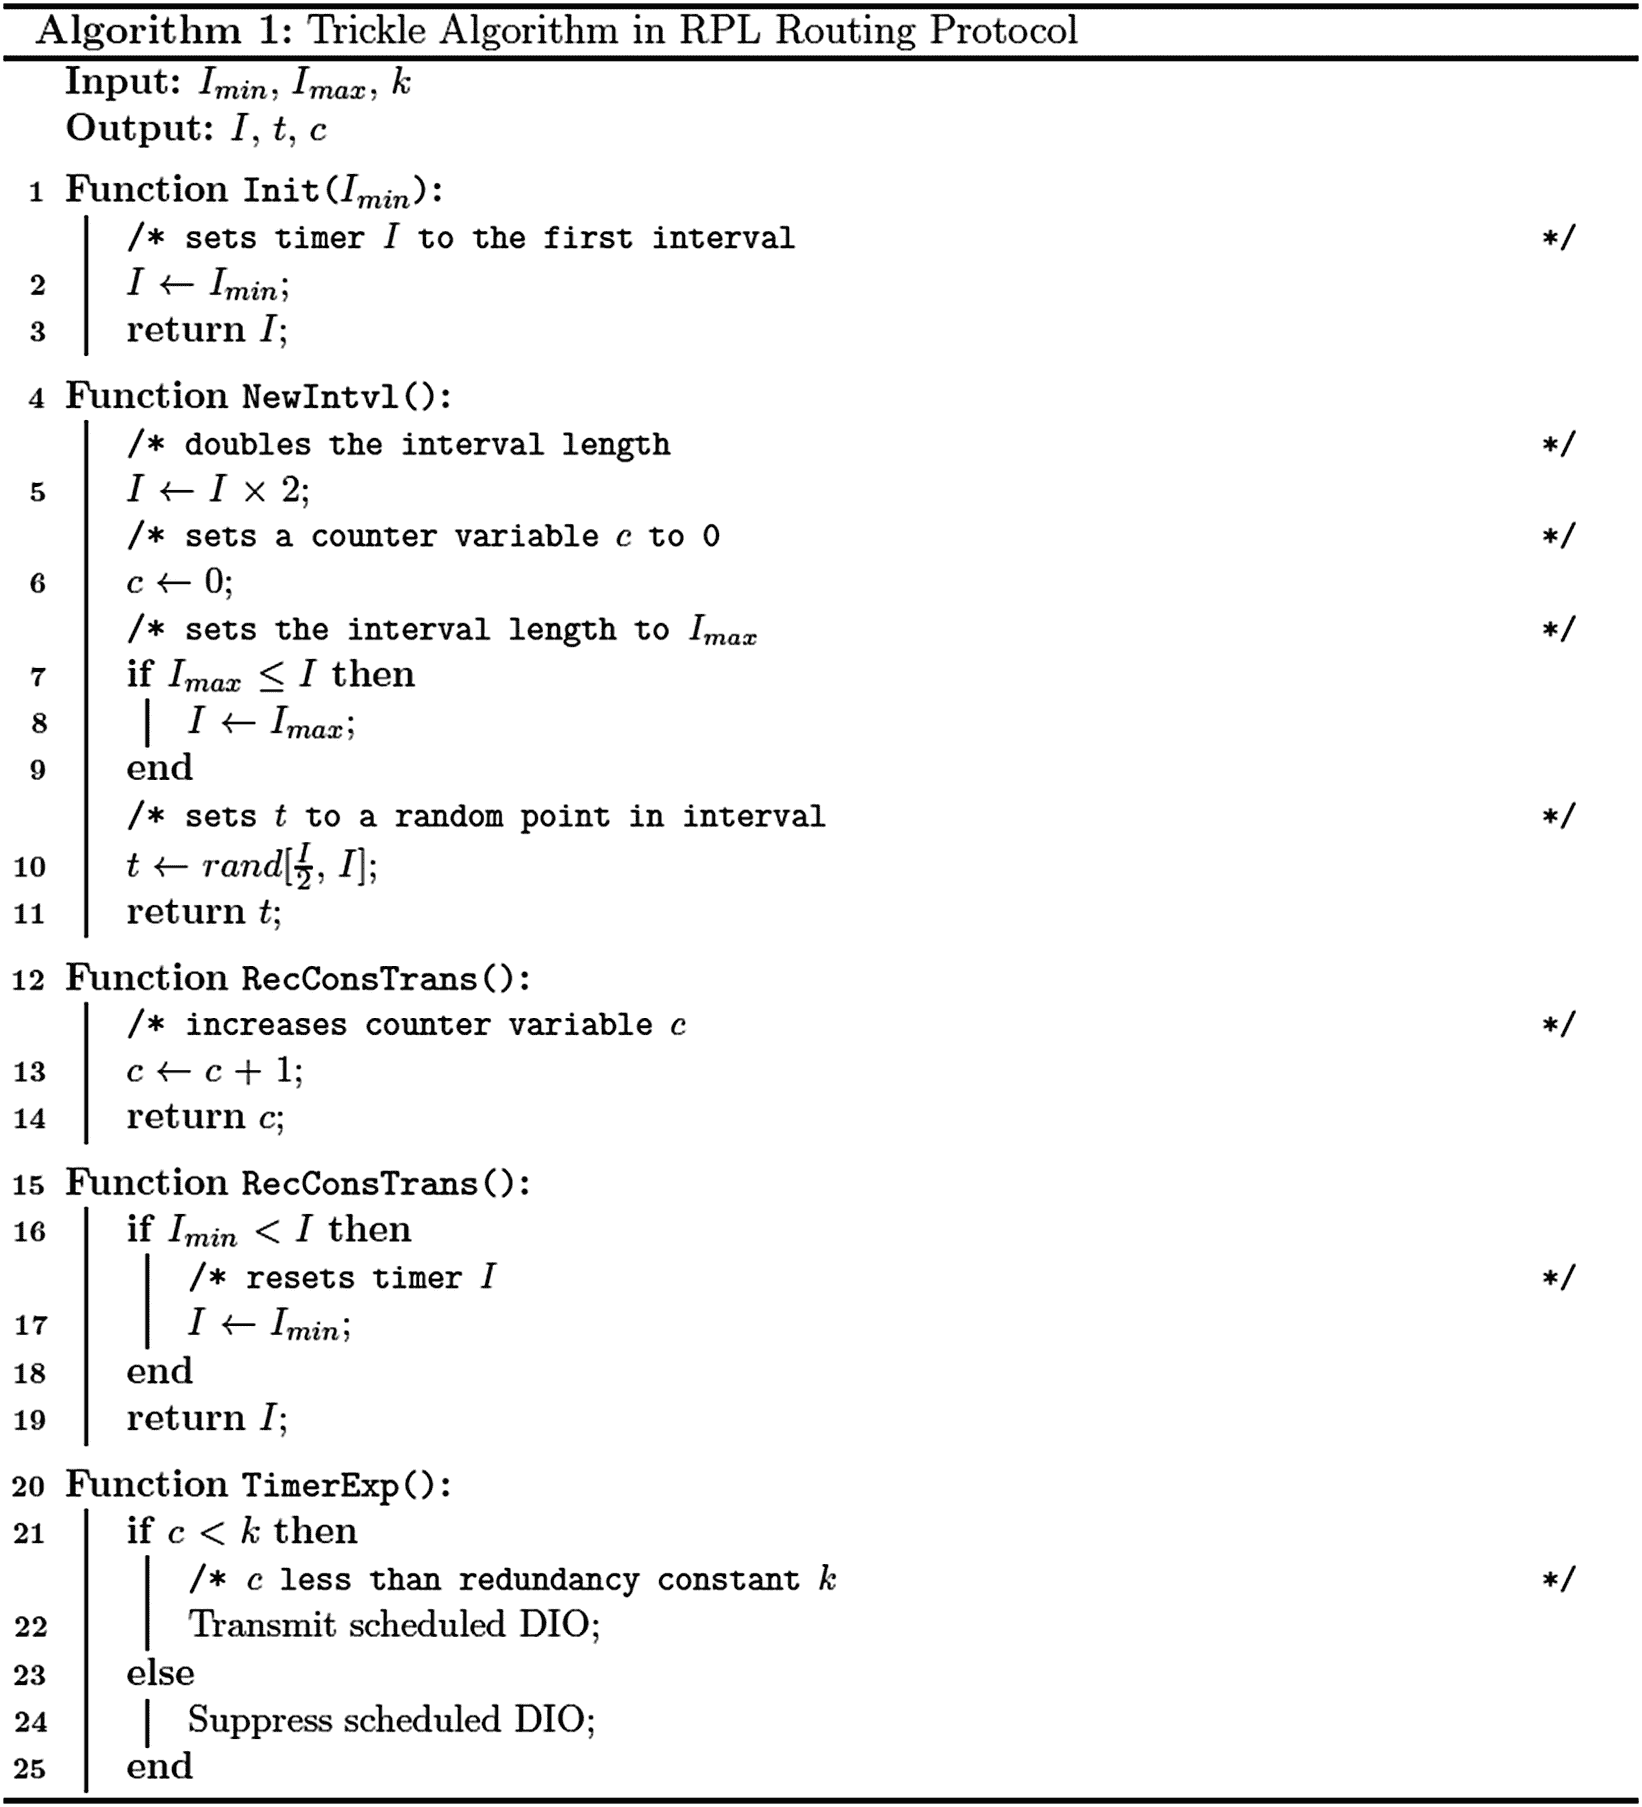 Algorithm 1: Trickle Algorithm in RPL Routing Protocol
Input: I_min, I_max, k
Output: I, t, c
1 Function Init(I_min):
/* sets timer I to the first interval */
2 I ← I_min;
3 return I;
4 Function NewIntvl():
/* doubles the interval length */
5 I ← I × 2;
/* sets a counter variable c to 0 */
6 c ← 0;
/* sets the interval length to I_max */
7 if I_max ≤ I then
8 I ← I_max;
9 end
/* sets t to a random point in interval */
10 t ← rand[I/2, I];
11 return t;
12 Function RecConsTrans():
/* increases counter variable c */
13 c ← c + 1;
14 return c;
15 Function RecConsTrans():
16 if I_min < I then
/* resets timer I */
17 I ← I_min;
18 end
19 return I;
20 Function TimerExp():
21 if c < k then
/* c less than redundancy constant k */
22 Transmit scheduled DIO;
23 else
24 Suppress scheduled DIO;
25 end